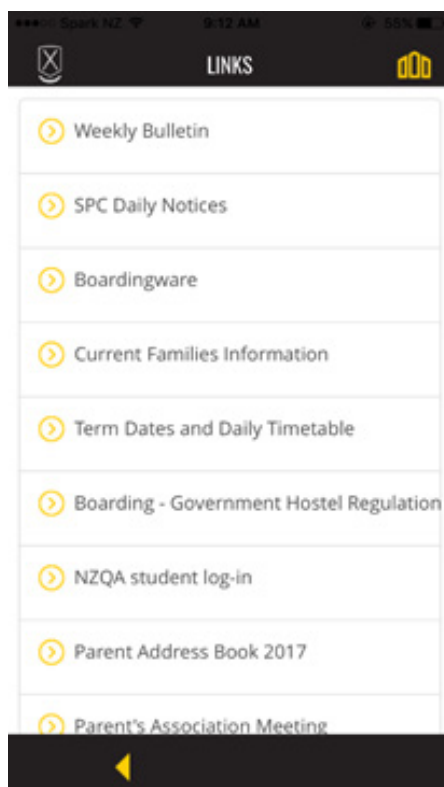 Spark NZ 9:12 AM 55%
LINKS
Weekly Bulletin
SPC Daily Notices
Boardingware
Current Families Information
Term Dates and Daily Timetable
Boarding - Government Hostel Regulation
NZQA student log-in
Parent Address Book 2017
Parent's Association Meeting